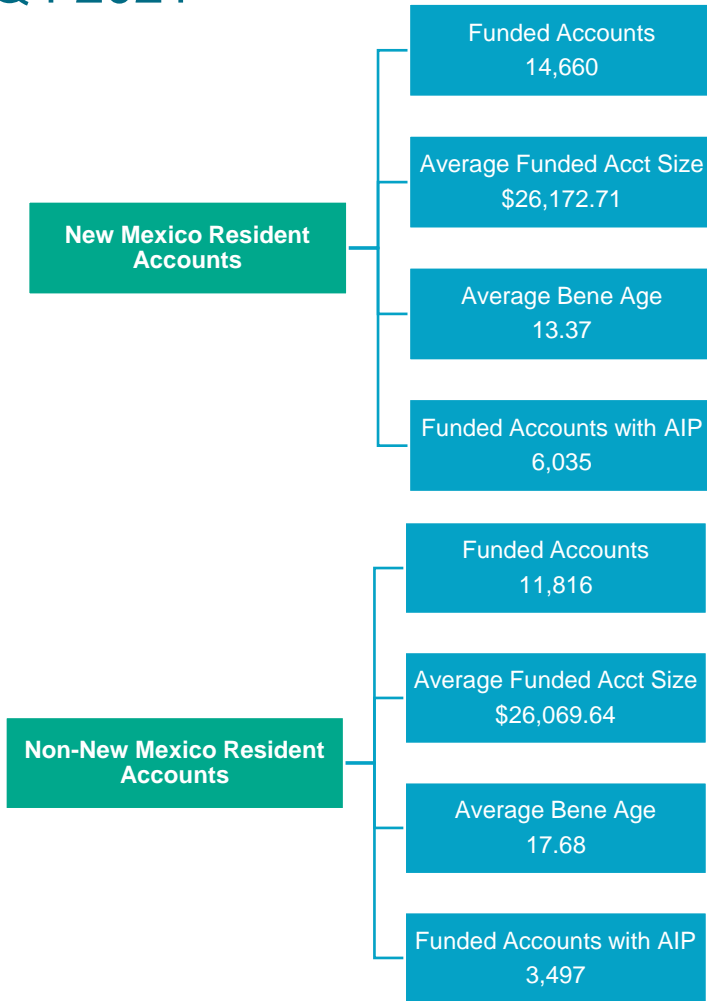 New Mexico Resident
Accounts
Funded Accounts
14,660
Average Funded Acct Size
$26,172.71
Average Bene Age
13.37
Funded Accounts with AIP
6,035
Non-New Mexico Resident
Accounts
Funded Accounts
11,816
Average Funded Acct Size
$26,069.64
Average Bene Age
17.68
Funded Accounts with AIP
3,497